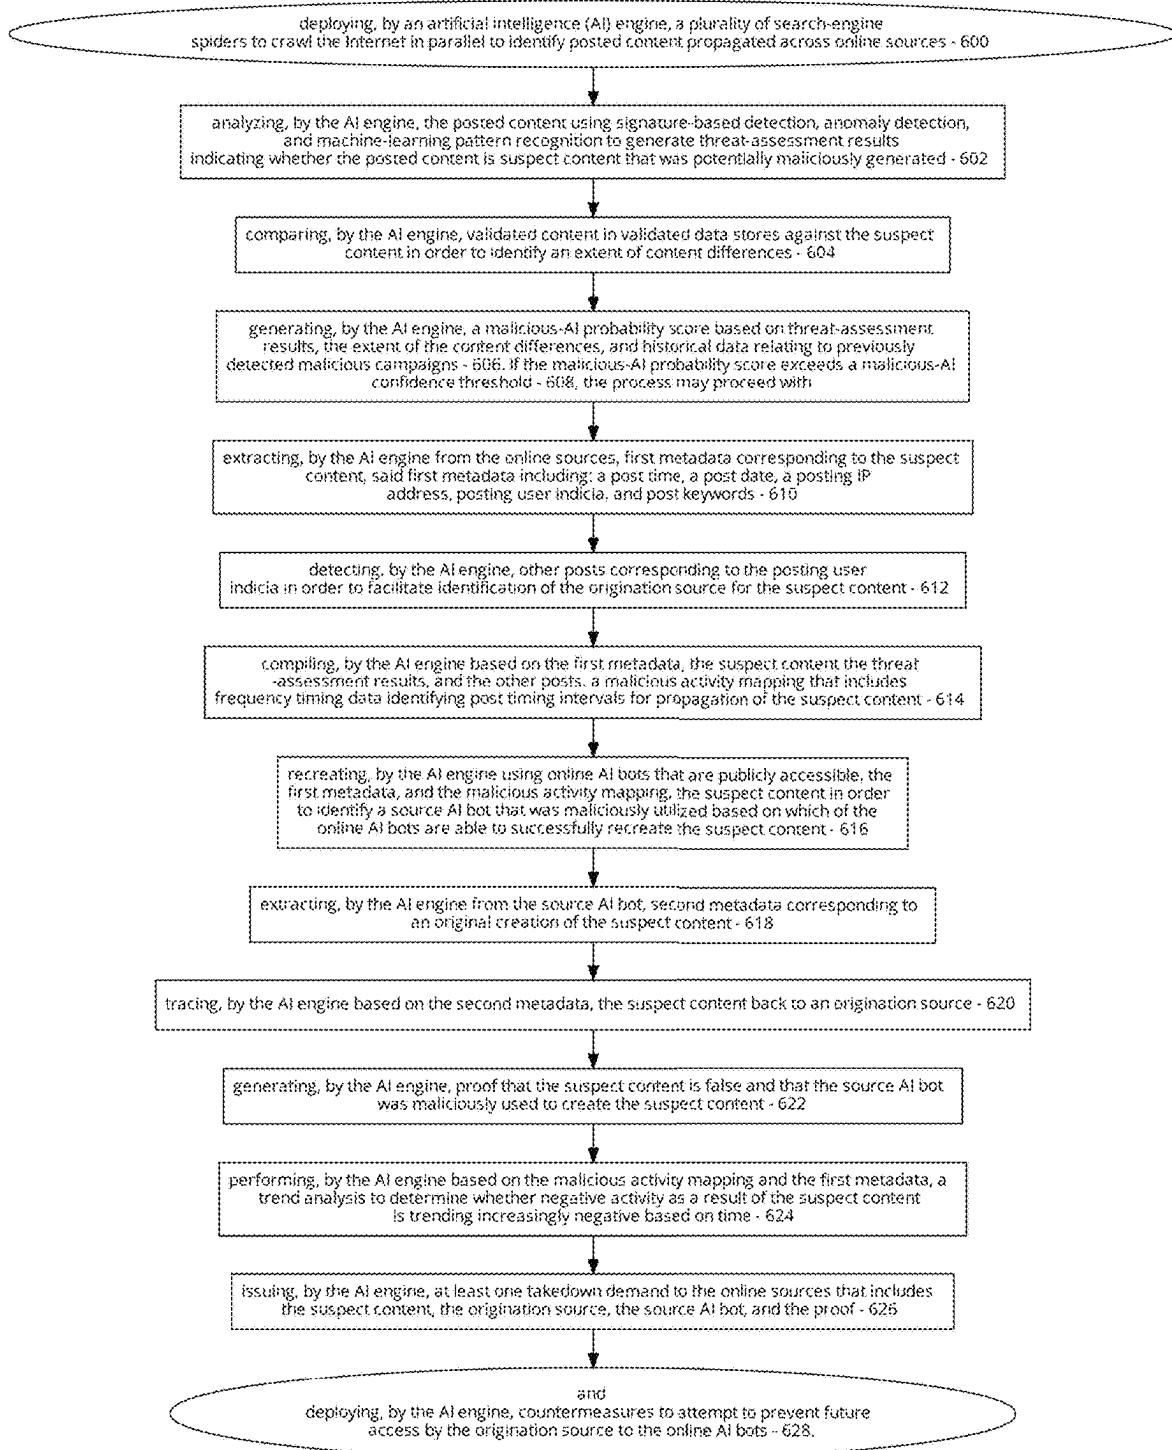 deploying, by an artificial intelligence (AI) engine, a plurality of search-engine
spiders to crawl the Internet in parallel to identify posted content propagated across online sources - 600
analyzing, by the AI engine, the posted content using signature-based detection, anomaly detection,
and machine-learning pattern recognition to generate threat-assessment results
indicating whether the posted content is suspect content that was potentially maliciously generated - 602
comparing, by the AI engine, validated content in validated data stores against the suspect
content in order to identify an extent of content differences - 604
generating, by the AI engine, a malicious-AI probability score based on threat-assessment
results, the extent of the content differences, and historical data relating to previously
detected malicious campaigns - 606. If the malicious-AI probability score exceeds a malicious-AI
confidence threshold - 608, the process may proceed with
extracting, by the AI engine from the online sources, first metadata corresponding to the suspect
content, said first metadata including: a post time, a post date, a posting IP
address, posting user indicia, and post keywords - 610
detecting, by the AI engine, other posts corresponding to the posting user
indicia in order to facilitate identification of the origination source for the suspect content - 612
compiling, by the AI engine based on the first metadata, the suspect content the threat
-assessment results, and the other posts, a malicious activity mapping that includes
frequency timing data identifying post timing intervals for propagation of the suspect content - 614
recreating, by the AI engine using online AI bots that are publicly accessible, the
first metadata, and the malicious activity mapping, the suspect content in order
to identify a source AI bot that was maliciously utilized based on which of the
online AI bots are able to successfully recreate the suspect content - 616
extracting, by the AI engine from the source AI bot, second metadata corresponding to
an original creation of the suspect content - 618
tracing, by the AI engine based on the second metadata, the suspect content back to an origination source - 620
generating, by the AI engine, proof that the suspect content is false and that the source AI bot
was maliciously used to create the suspect content - 622
performing, by the AI engine based on the malicious activity mapping and the first metadata, a
trend analysis to determine whether negative activity as a result of the suspect content
is trending increasingly negative based on time - 624
issuing, by the AI engine, at least one takedown demand to the online sources that includes
the suspect content, the origination source, the source AI bot, and the proof - 626
and
deploying, by the AI engine, countermeasures to attempt to prevent future
access by the origination source to the online AI bots - 628.